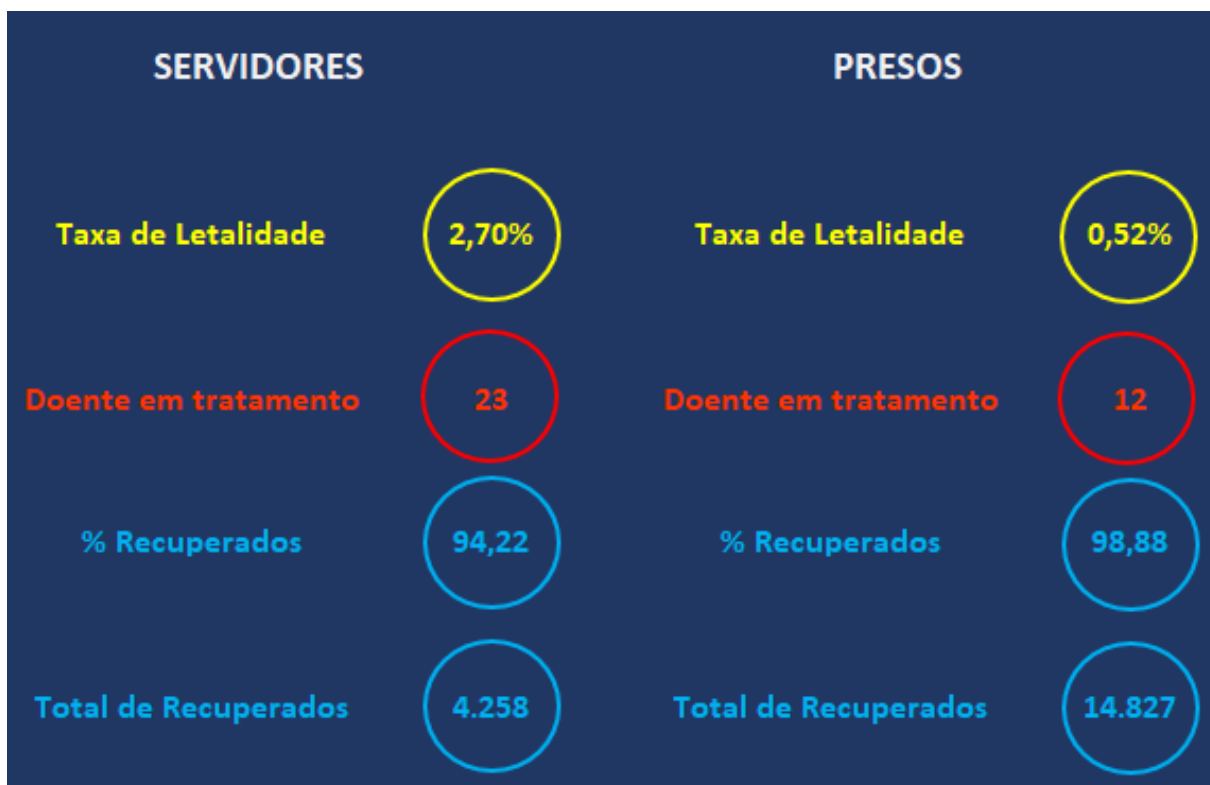 SERVIDORES
PRESOS
Taxa de Letalidade
2,70%
Taxa de Letalidade
0,52%
Doente em tratamento
23
Doente em tratamento
12
% Recuperados
94,22
% Recuperados
98,88
Total de Recuperados
4.258
Total de Recuperados
14.827